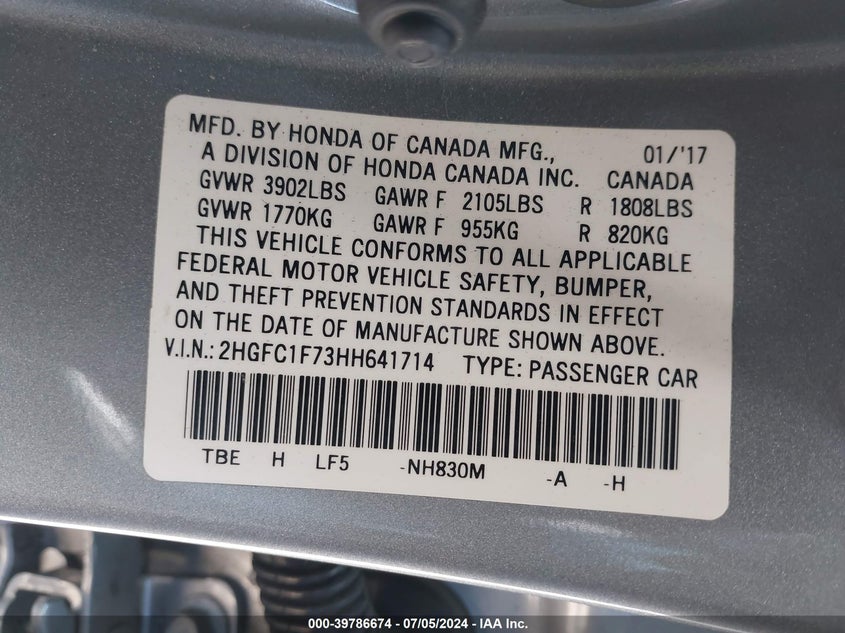 MFD. BY HONDA OF CANADA MFG., 01/'17
A DIVISION OF HONDA CANADA INC. CANADA
GVWR 3902LBS GAWR F 2105LBS R 1808LBS
GVWR 1770KG GAWR F 955KG R 820KG
THIS VEHICLE CONFORMS TO ALL APPLICABLE
FEDERAL MOTOR VEHICLE SAFETY, BUMPER,
AND THEFT PREVENTION STANDARDS IN EFFECT
ON THE DATE OF MANUFACTURE SHOWN ABOVE.
V.I.N.: 2HGFC1F73HH641714 TYPE: PASSENGER CAR
TBE H LF5 -NH830M -A -H
000-39786674 / 07/05/2024 - IAA Inc.